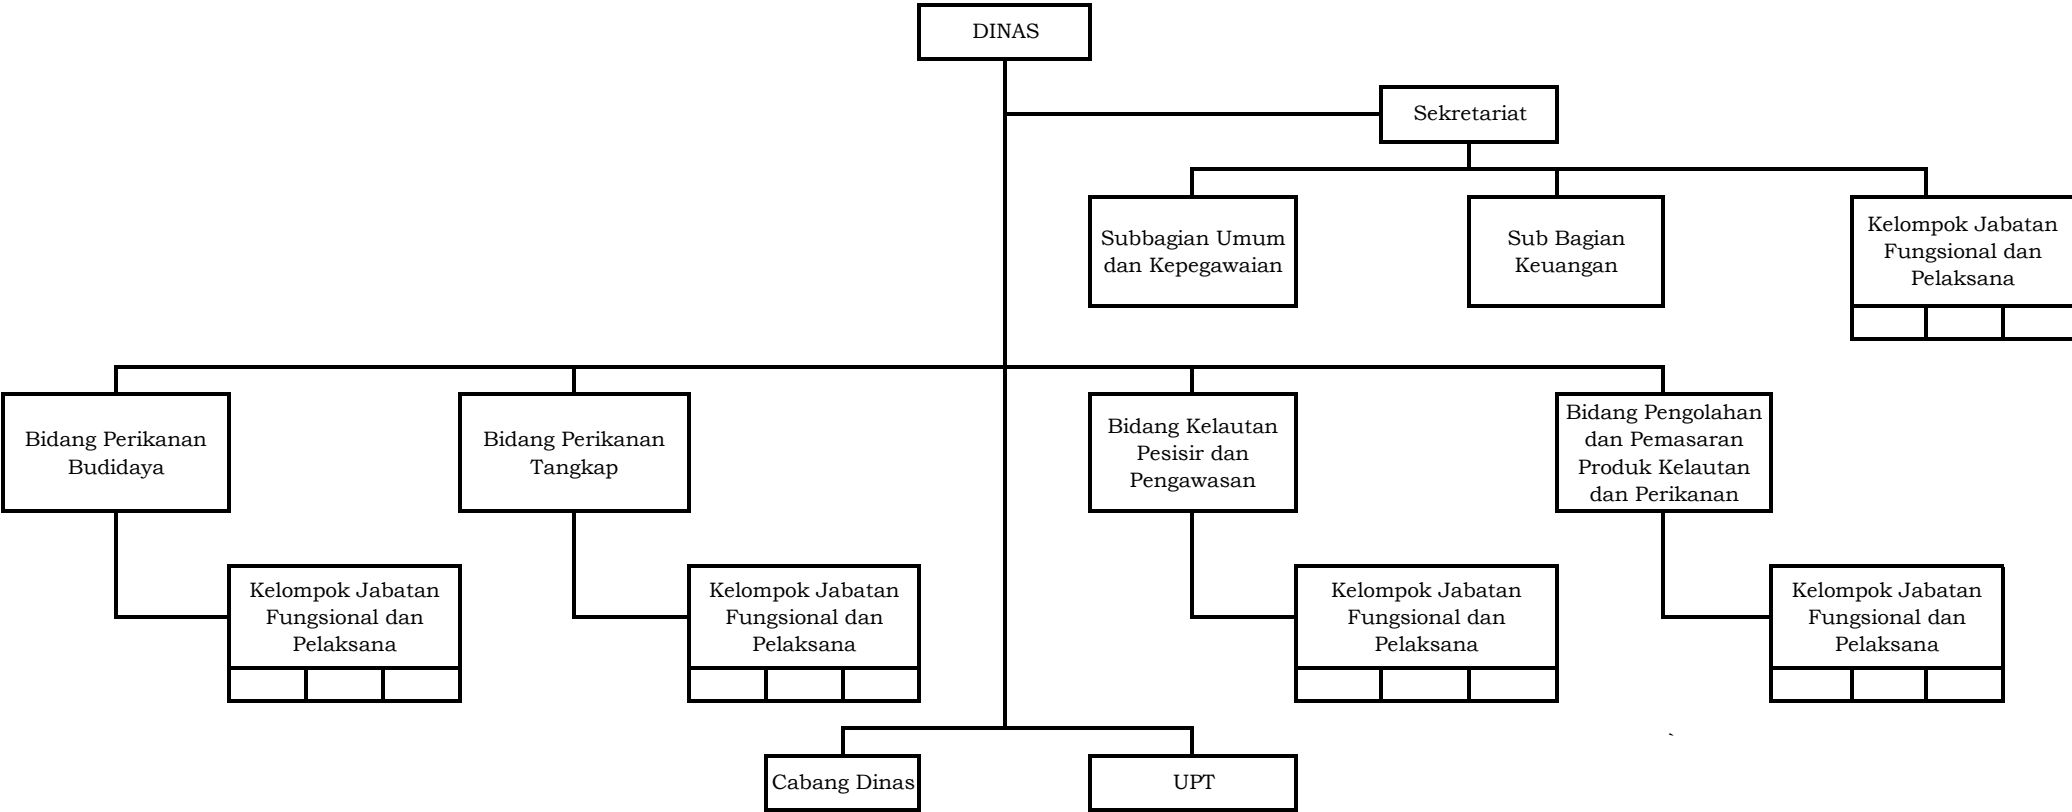 DINAS
Sekretariat
Subbagian Umum
dan Kepegawaian
Sub Bagian
Keuangan
Kelompok Jabatan
Fungsional dan
Pelaksana
Bidang Perikanan
Budidaya
Bidang Perikanan
Tangkap
Bidang Kelautan
Pesisir dan
Pengawasan
Bidang Pengolahan
dan Pemasaran
Produk Kelautan
dan Perikanan
Kelompok Jabatan
Fungsional dan
Pelaksana
Kelompok Jabatan
Fungsional dan
Pelaksana
Kelompok Jabatan
Fungsional dan
Pelaksana
Kelompok Jabatan
Fungsional dan
Pelaksana
`
Cabang Dinas
UPT